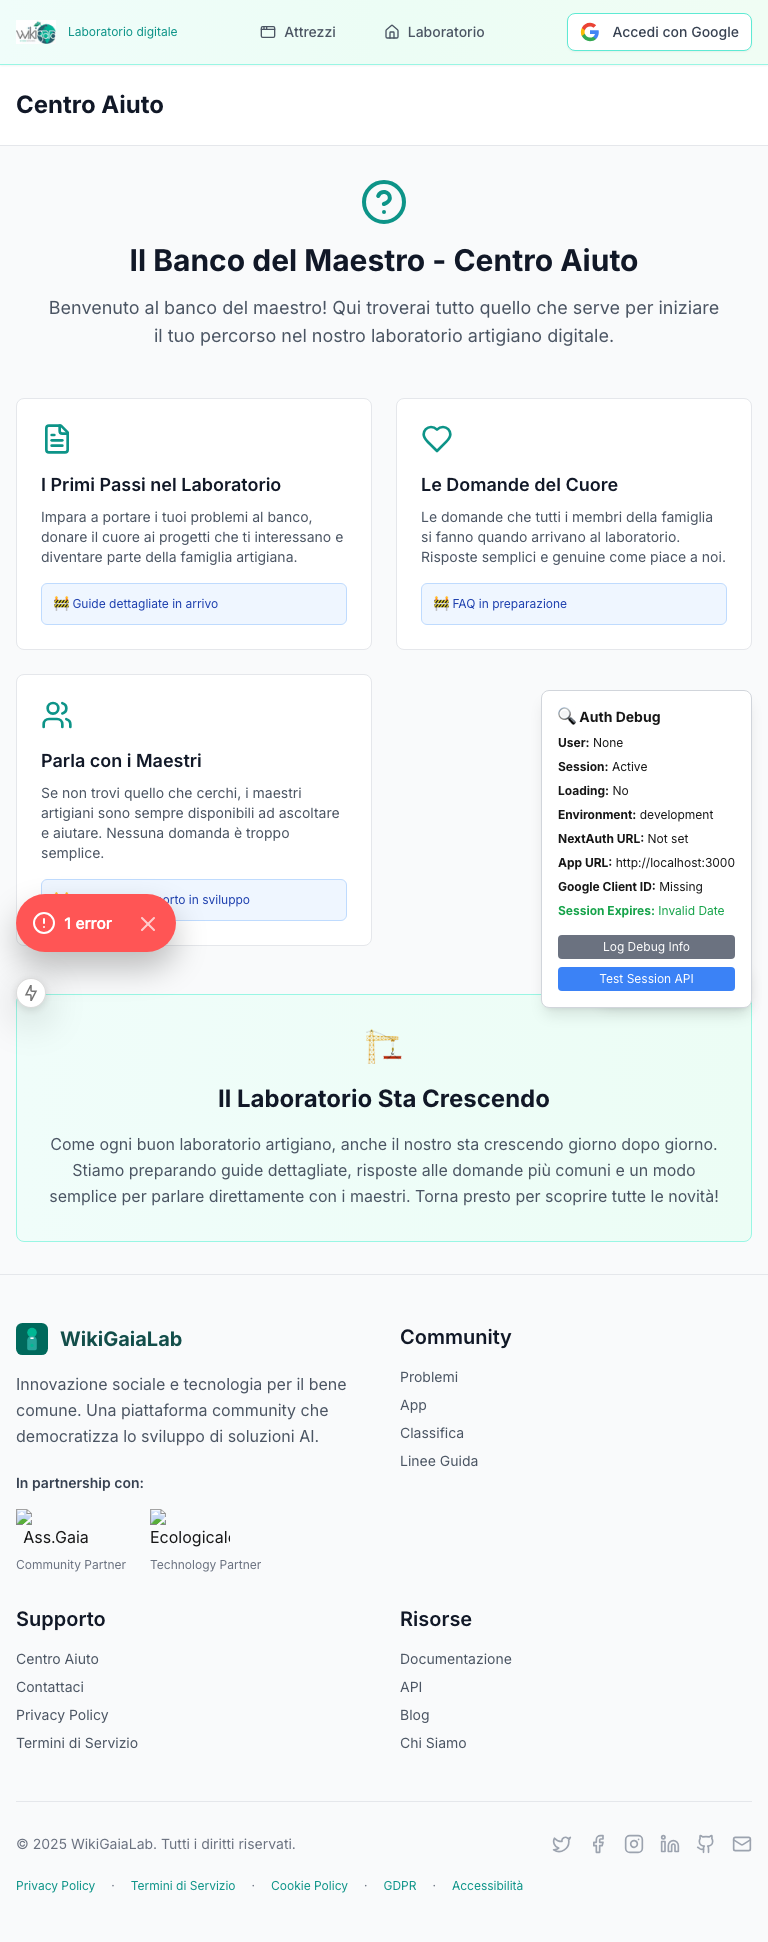 wikigaia
Laboratorio digitale
Attrezzi
Laboratorio
Accedi con Google
Centro Aiuto
Il Banco del Maestro - Centro Aiuto
Benvenuto al banco del maestro! Qui troverai tutto quello che serve per iniziare
il tuo percorso nel nostro laboratorio artigiano digitale.
I Primi Passi nel Laboratorio
Impara a portare i tuoi problemi al banco,
donare il cuore ai progetti che ti interessano e
diventare parte della famiglia artigiana.
🚧 Guide dettagliate in arrivo
Le Domande del Cuore
Le domande che tutti i membri della famiglia
si fanno quando arrivano al laboratorio.
Risposte semplici e genuine come piace a noi.
🚧 FAQ in preparazione
Parla con i Maestri
Se non trovi quello che cerchi, i maestri
artigiani sono sempre disponibili ad ascoltare
e aiutare. Nessuna domanda è troppo
semplice.
orto in sviluppo
1 error
🔍 Auth Debug
User: None
Session: Active
Loading: No
Environment: development
NextAuth URL: Not set
App URL: http://localhost:3000
Google Client ID: Missing
Session Expires: Invalid Date
Log Debug Info
Test Session API
🏗️
Il Laboratorio Sta Crescendo
Come ogni buon laboratorio artigiano, anche il nostro sta crescendo giorno dopo giorno.
Stiamo preparando guide dettagliate, risposte alle domande più comuni e un modo
semplice per parlare direttamente con i maestri. Torna presto per scoprire tutte le novità!
WikiGaiaLab
Innovazione sociale e tecnologia per il bene
comune. Una piattaforma community che
democratizza lo sviluppo di soluzioni AI.
In partnership con:
Ass.Gaia
Community Partner
Ecological
Technology Partner
Community
Problemi
App
Classifica
Linee Guida
Supporto
Centro Aiuto
Contattaci
Privacy Policy
Termini di Servizio
Risorse
Documentazione
API
Blog
Chi Siamo
© 2025 WikiGaiaLab. Tutti i diritti riservati.
Privacy Policy · Termini di Servizio · Cookie Policy · GDPR · Accessibilità